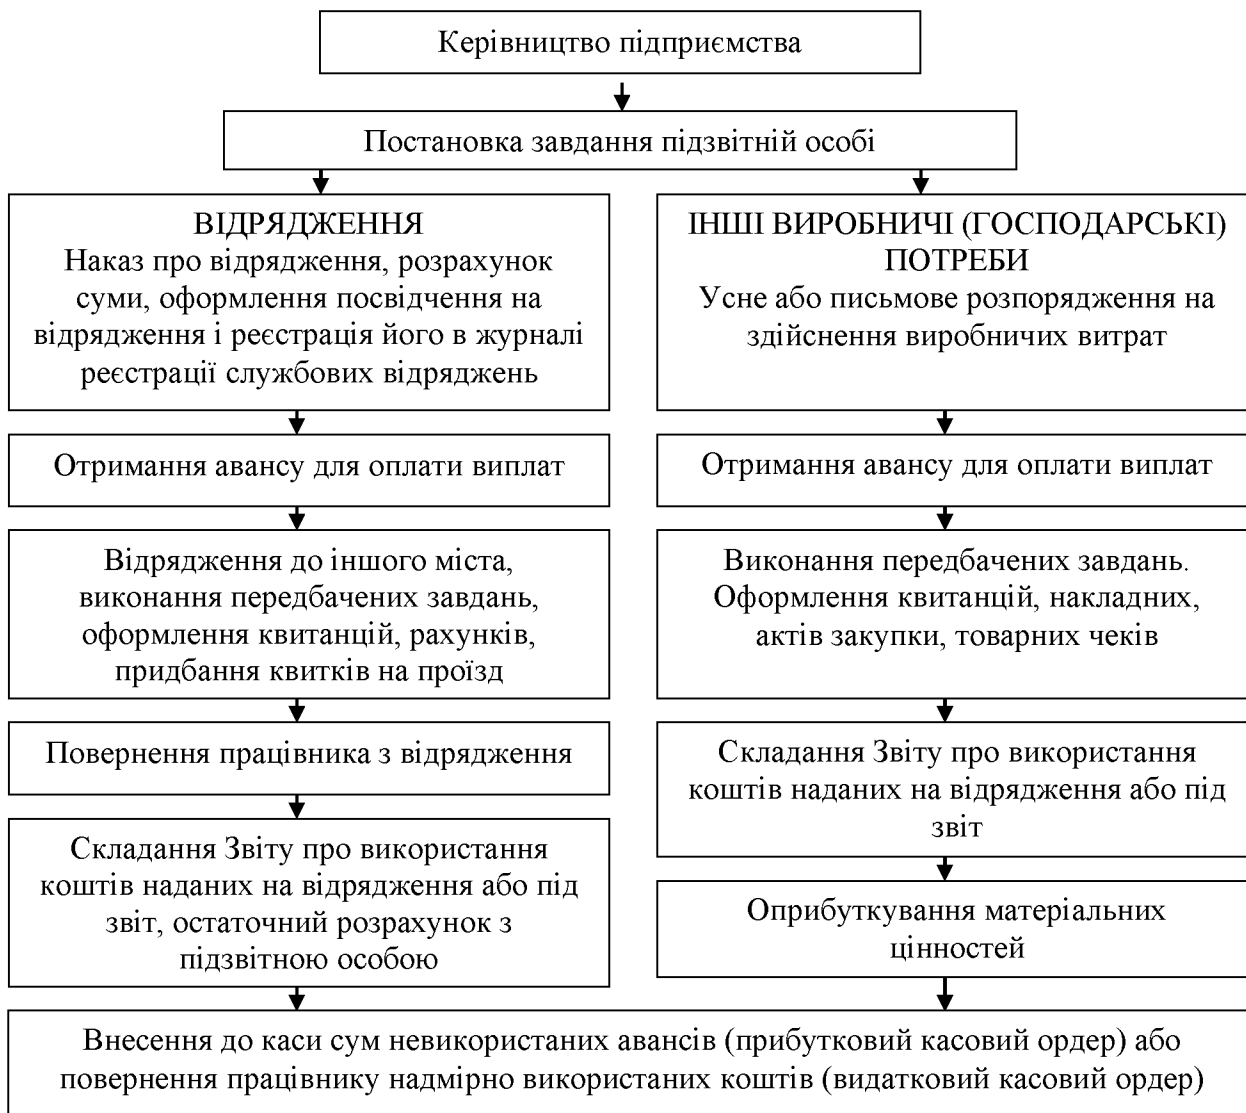 Керівництво підприємства
Постановка завдання підзвітній особі
ВІДРЯДЖЕННЯ
Наказ про відрядження, розрахунок
суми, оформлення посвідчення на
відрядження і реєстрація його в журналі
реєстрації службових відряджень
ІНШІ ВИРОБНИЧІ (ГОСПОДАРСЬКІ)
ПОТРЕБИ
Усне або письмове розпорядження на
здійснення виробничих витрат
Отримання авансу для оплати виплат
Отримання авансу для оплати виплат
Відрядження до іншого міста,
виконання передбачених завдань,
оформлення квитанцій, рахунків,
придбання квитків на проїзд
Виконання передбачених завдань.
Оформлення квитанцій, накладних,
актів закупки, товарних чеків
Повернення працівника з відрядження
Складання Звіту про використання
коштів наданих на відрядження або під
звіт
Складання Звіту про використання
коштів наданих на відрядження або під
звіт, остаточний розрахунок з
підзвітною особою
Оприбуткування матеріальних
цінностей
Внесення до каси сум невикористаних авансів (прибутковий касовий ордер) або
повернення працівнику надмірно використаних коштів (видатковий касовий ордер)